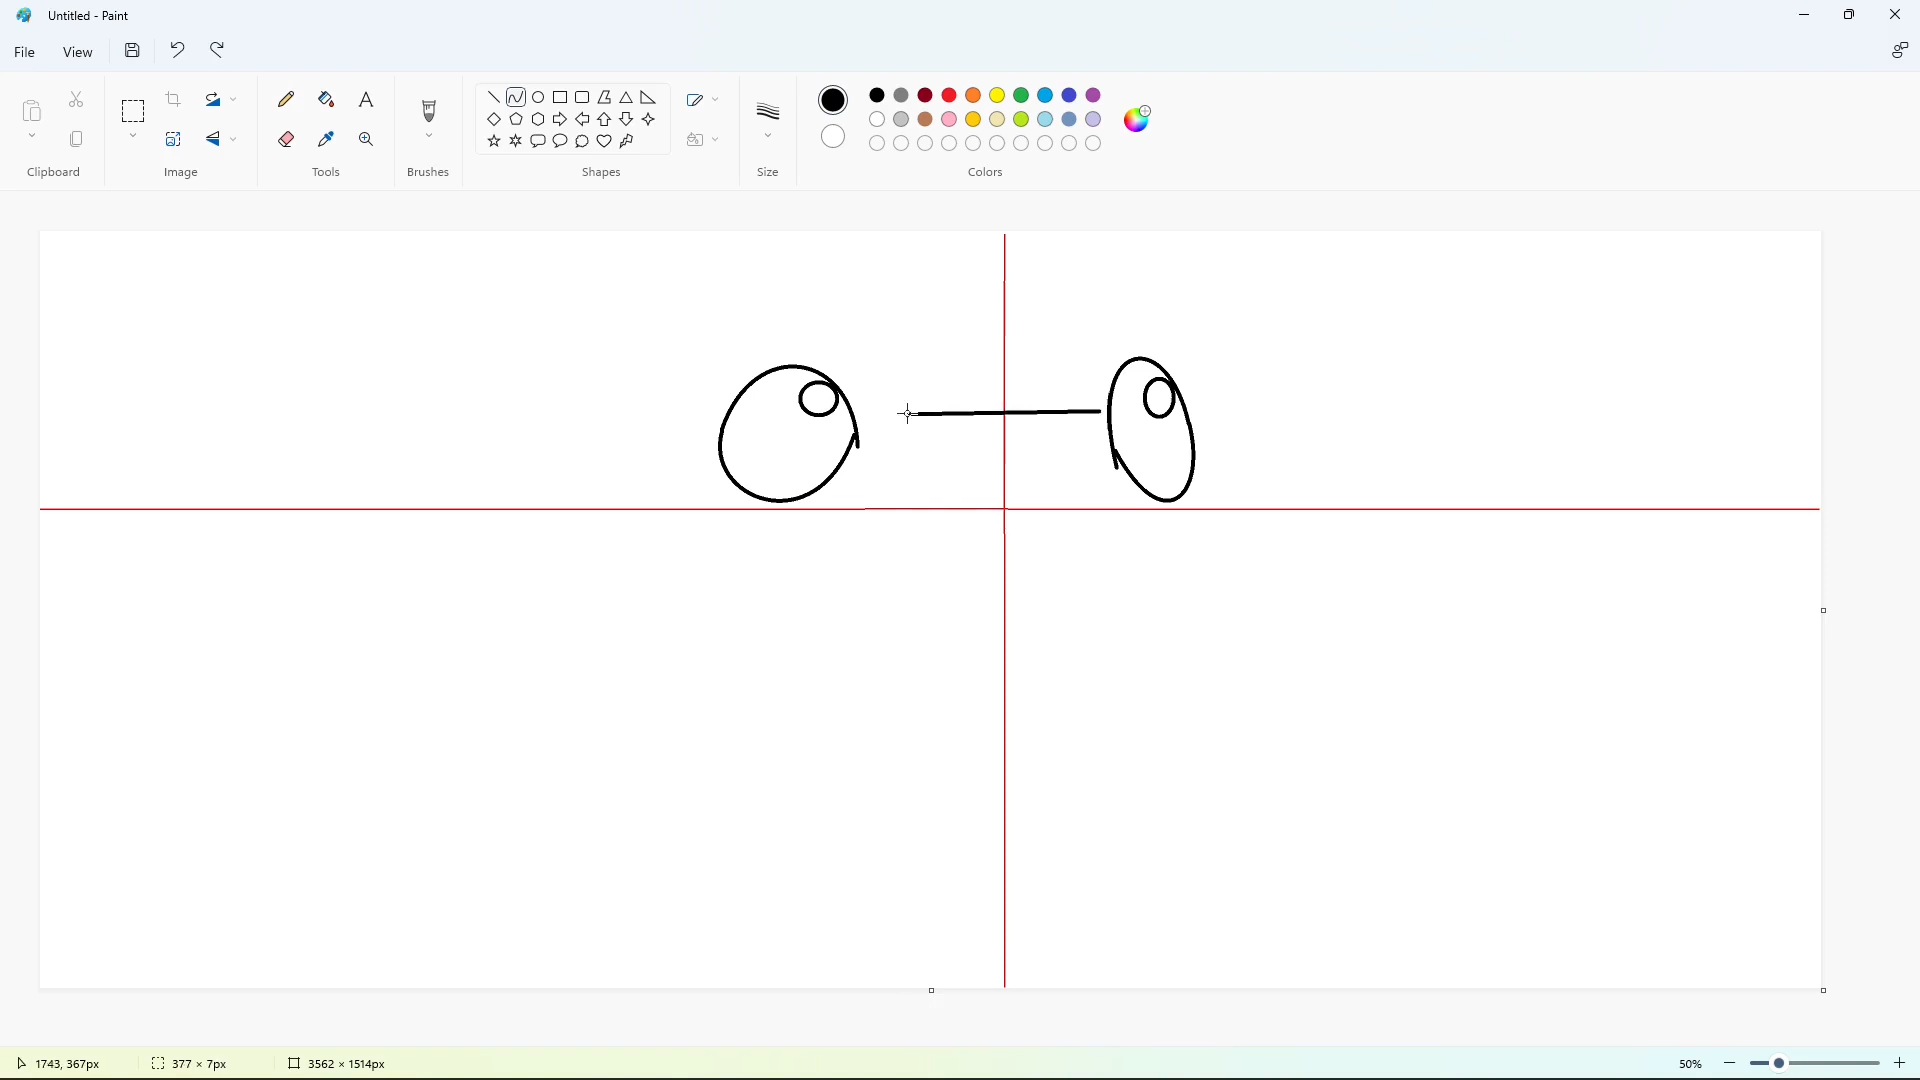 Untitled - Paint
File View
Clipboard Image Tools Brushes Shapes Size Colors
1743, 367px 377 × 7px 3562 × 1514px 50%